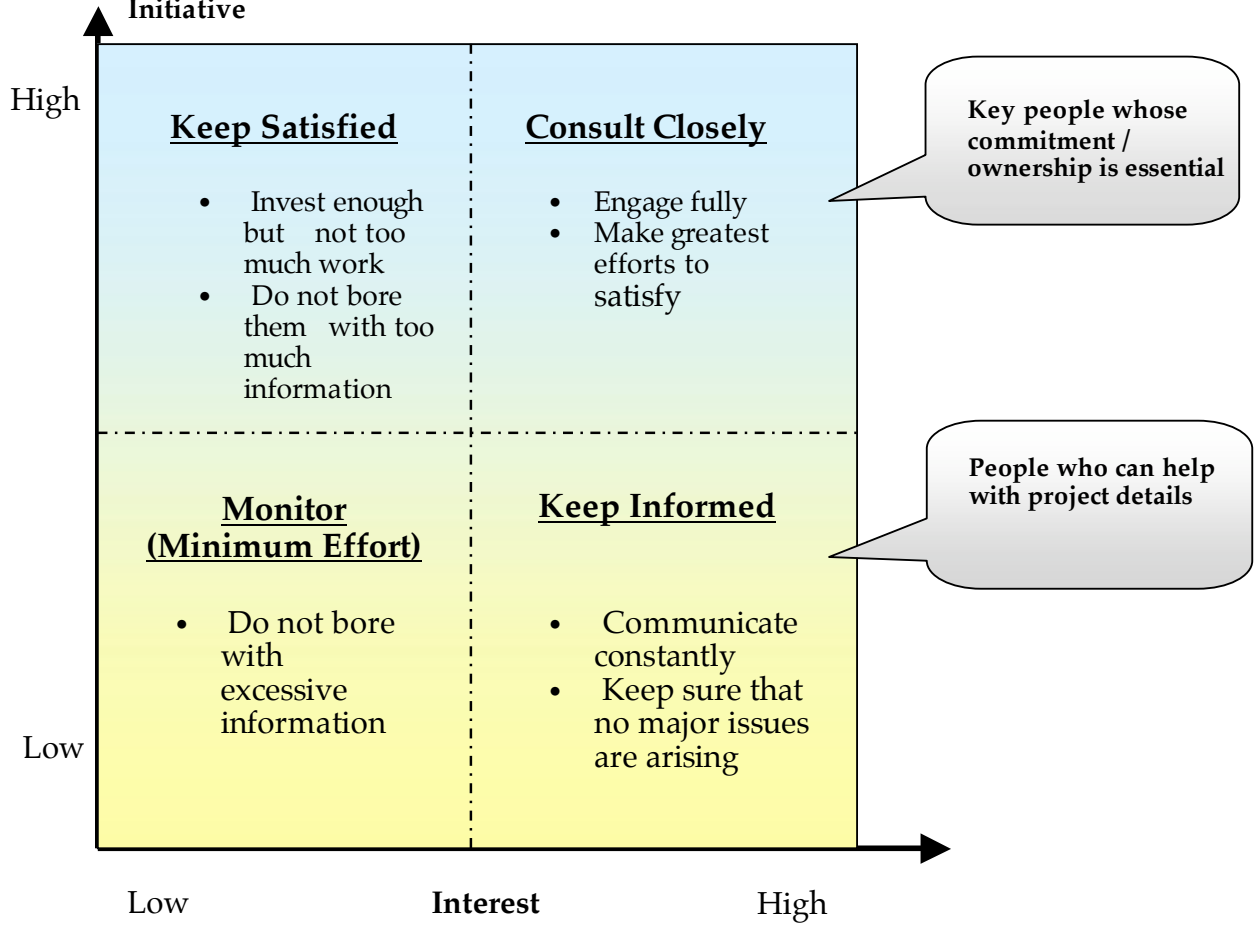 Initiative
High
Keep Satisfied
• Invest enough
but not too
much work
• Do not bore
them with too
much
information
Consult Closely
• Engage fully
• Make greatest
efforts to
satisfy
Key people whose
commitment /
ownership is essential
Monitor
(Minimum Effort)
• Do not bore
with
excessive
information
Keep Informed
• Communicate
constantly
• Keep sure that
no major issues
are arising
People who can help
with project details
Low
Low
Interest
High